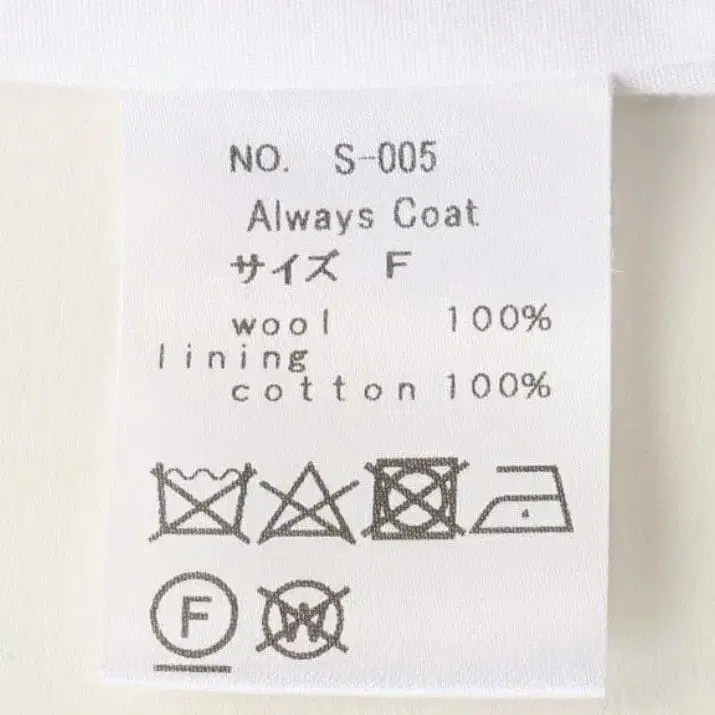 NO. S-005
Always Coat
サイズ F
wool 100%
lining
cotton 100%
F W